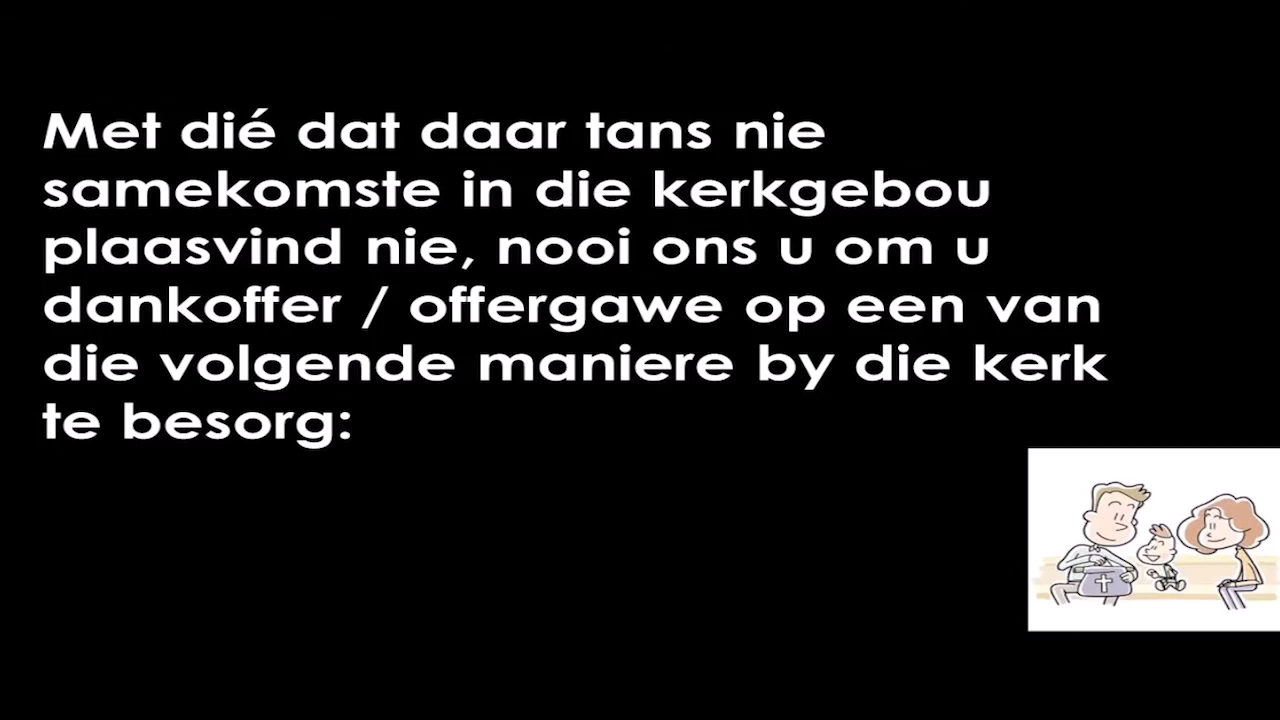 Met dié dat daar tans nie
samekomste in die kerkgebou
plaasvind nie, nooi ons u om u
dankoffer / offergawe op een van
die volgende maniere by die kerk
te besorg: